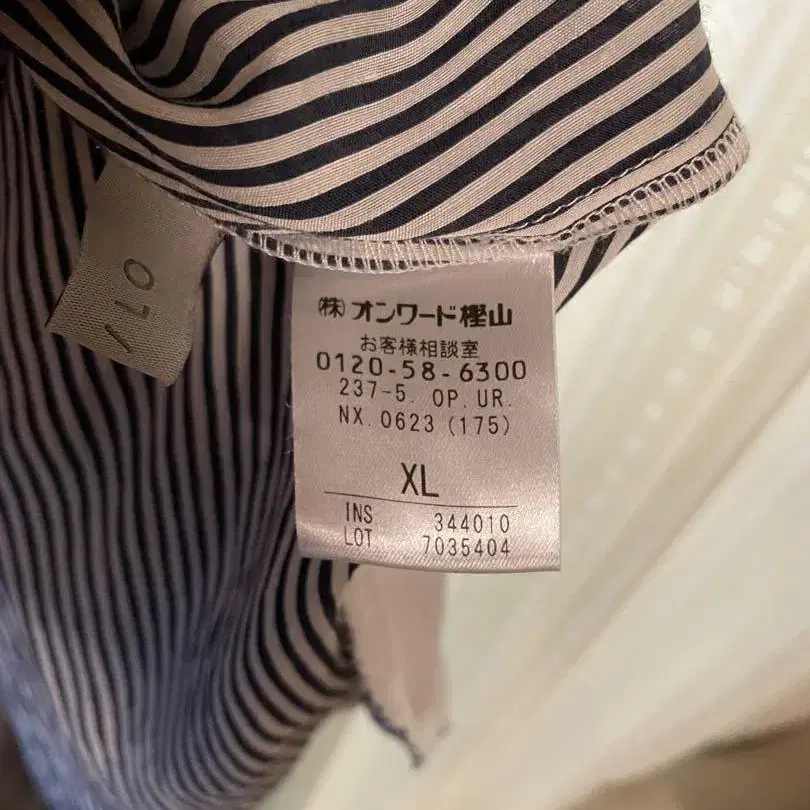 ㈱オンワード樫山
お客様相談室
0120-58-6300
237-5. OP. UR.
NX. 0623 (175)
XL
INS 344010
LOT 7035404